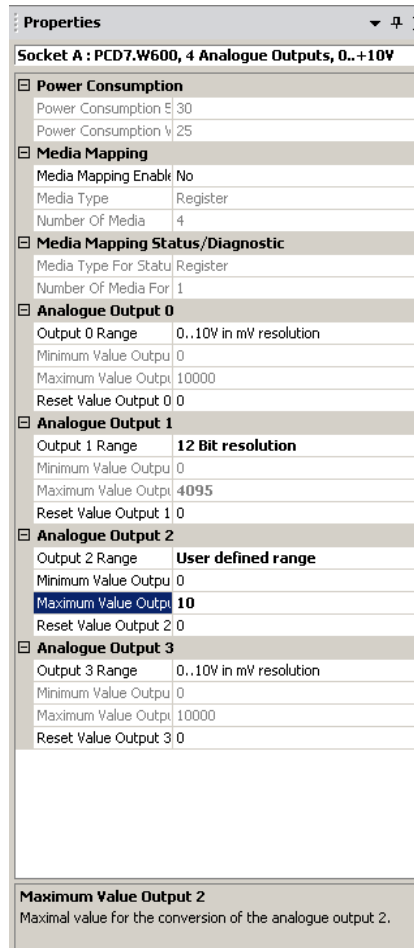 Properties
Socket A : PCD7.W600, 4 Analogue Outputs, 0..+10V
Power Consumption
Power Consumption 5 30
Power Consumption V 25
Media Mapping
Media Mapping Enable No
Media Type Register
Number Of Media 4
Media Mapping Status/Diagnostic
Media Type For Statu Register
Number Of Media For 1
Analogue Output 0
Output 0 Range 0..10V in mV resolution
Minimum Value Outpu 0
Maximum Value Outpu 10000
Reset Value Output 0 0
Analogue Output 1
Output 1 Range 12 Bit resolution
Minimum Value Outpu 0
Maximum Value Outpu 4095
Reset Value Output 1 0
Analogue Output 2
Output 2 Range User defined range
Minimum Value Outpu 0
Maximum Value Outpu 10
Reset Value Output 2 0
Analogue Output 3
Output 3 Range 0..10V in mV resolution
Minimum Value Outpu 0
Maximum Value Outpu 10000
Reset Value Output 3 0
Maximum Value Output 2
Maximal value for the conversion of the analogue output 2.